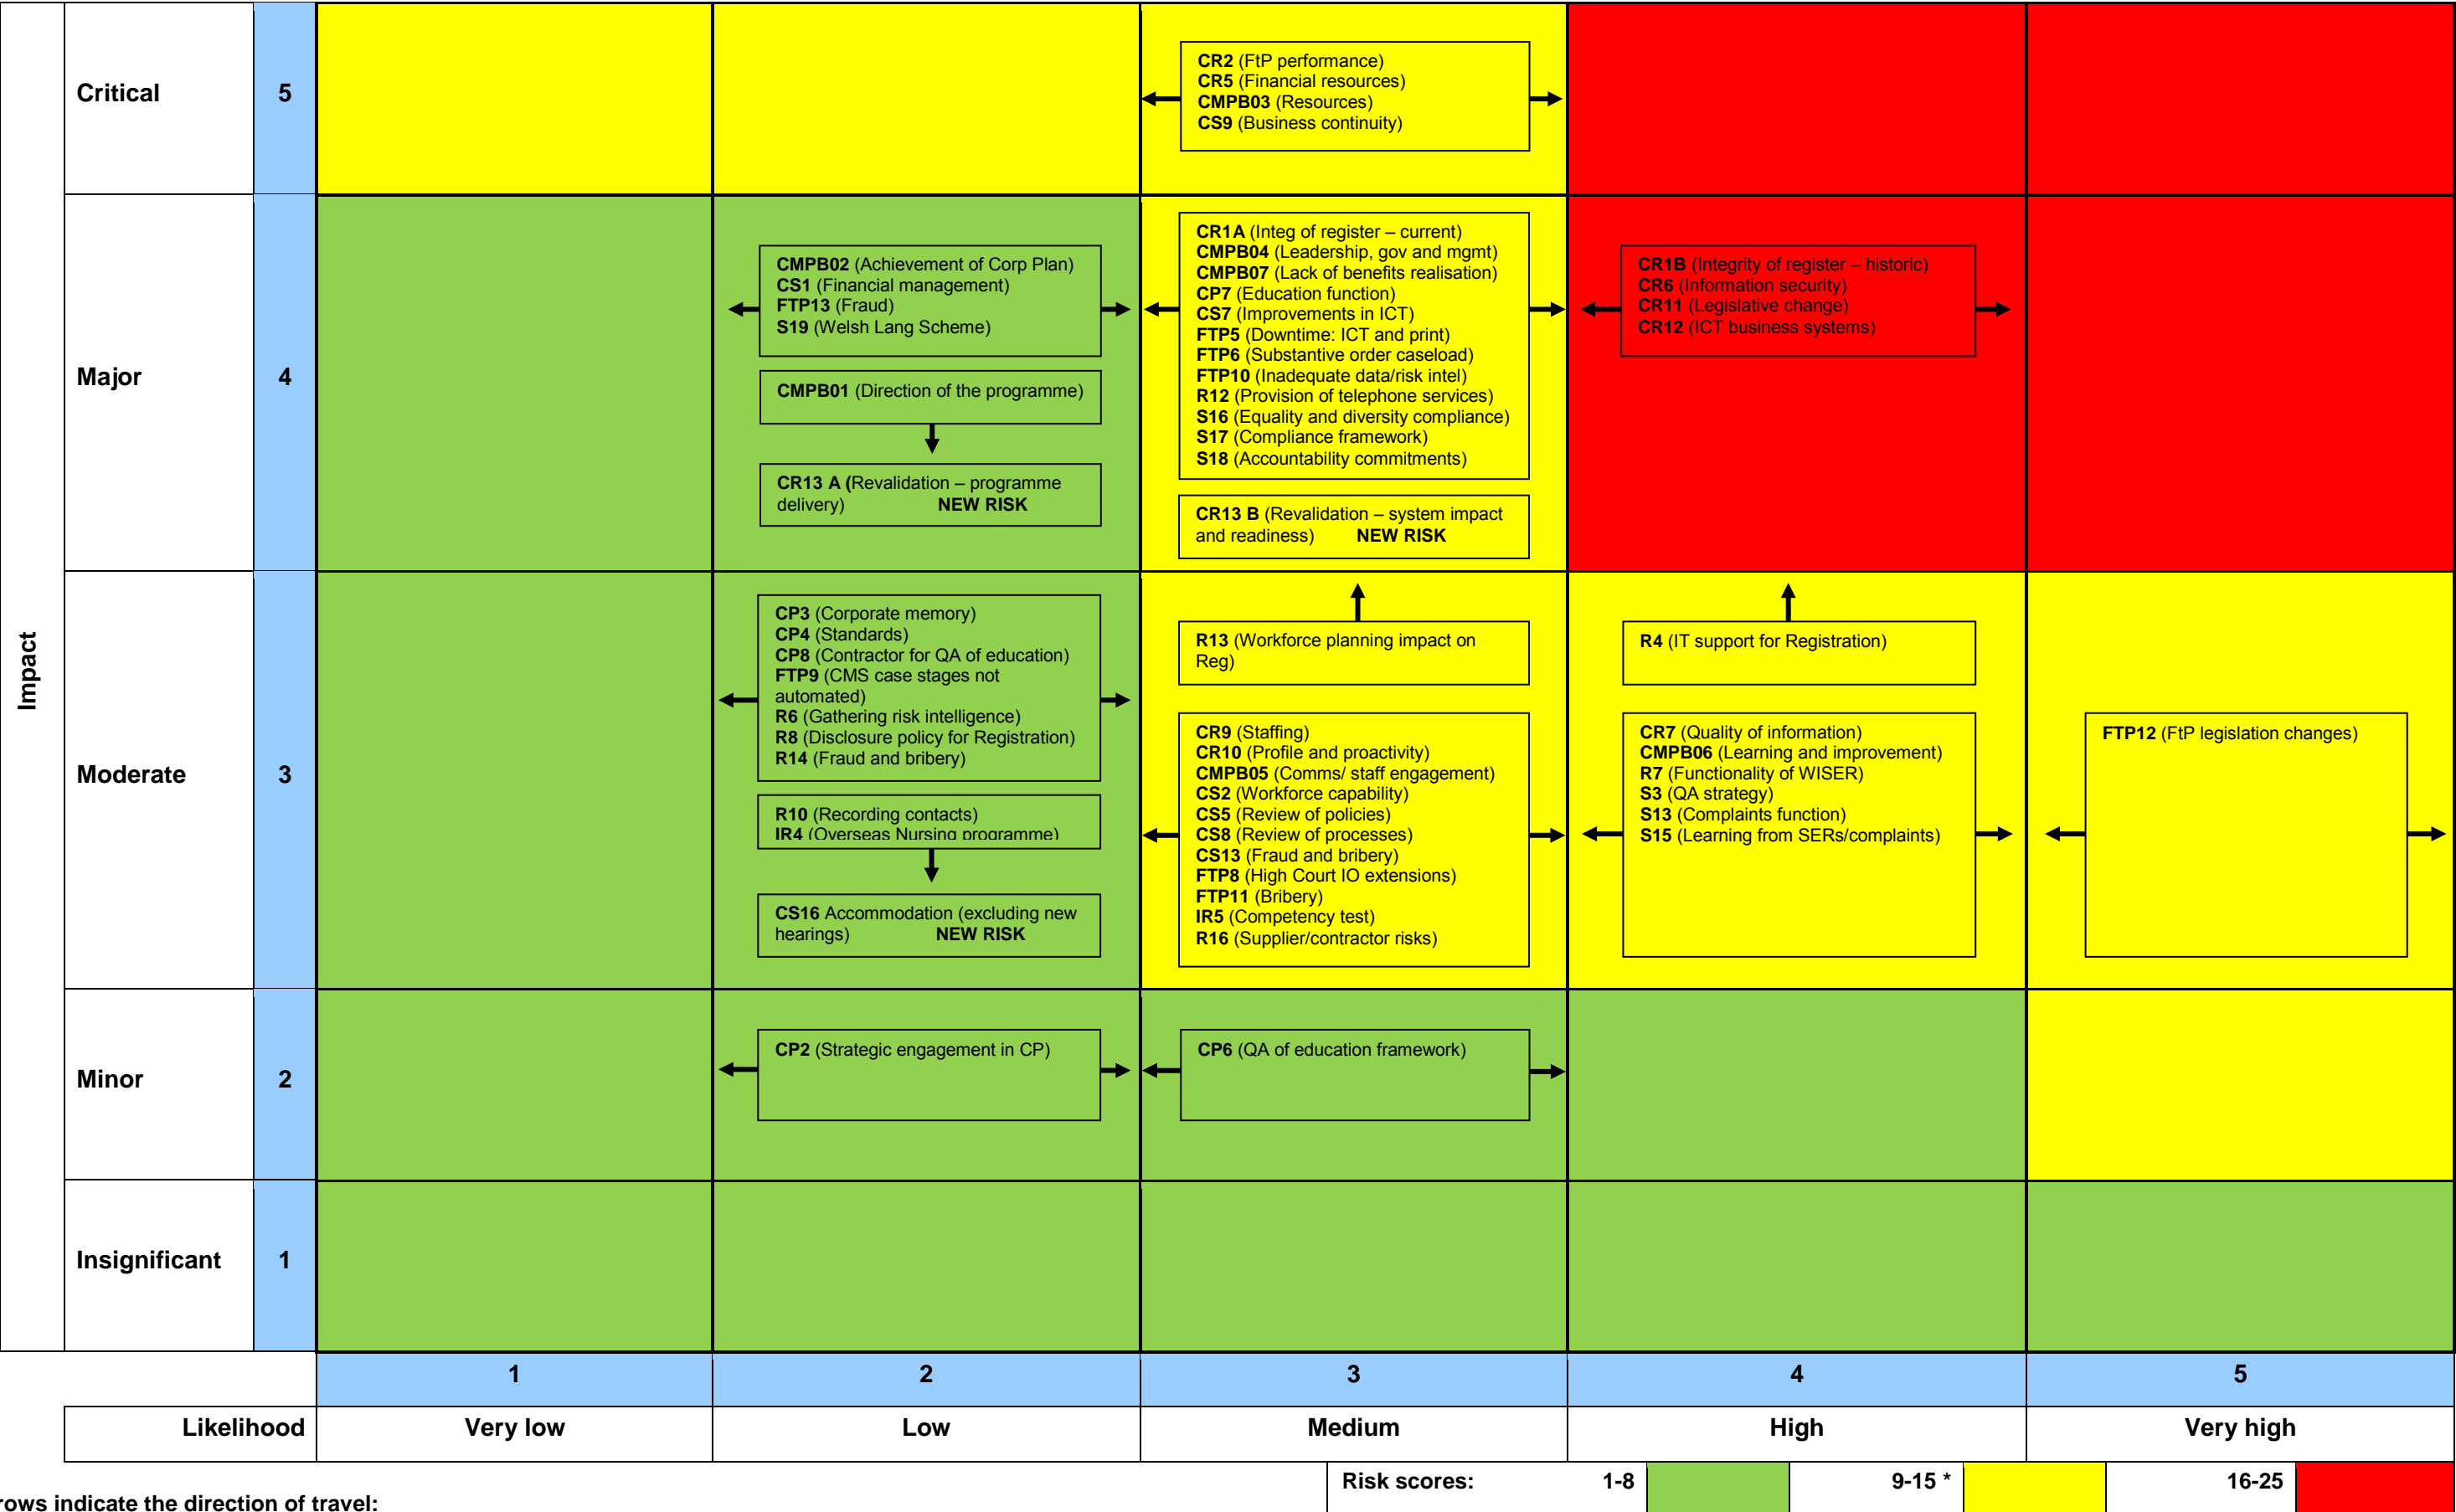 Impact
Critical
5
CR2 (FtP performance)
CR5 (Financial resources)
CMPB03 (Resources)
CS9 (Business continuity)
Major
4
CMPB02 (Achievement of Corp Plan)
CS1 (Financial management)
FTP13 (Fraud)
S19 (Welsh Lang Scheme)
CMPB01 (Direction of the programme)
CR13 A (Revalidation – programme
delivery) NEW RISK
CR1A (Integ of register – current)
CMPB04 (Leadership, gov and mgmt)
CMPB07 (Lack of benefits realisation)
CP7 (Education function)
CS7 (Improvements in ICT)
FTP5 (Downtime: ICT and print)
FTP6 (Substantive order caseload)
FTP10 (Inadequate data/risk intel)
R12 (Provision of telephone services)
S16 (Equality and diversity compliance)
S17 (Compliance framework)
S18 (Accountability commitments)
CR13 B (Revalidation – system impact
and readiness) NEW RISK
CR1B (Integrity of register – historic)
CR6 (Information security)
CR11 (Legislative change)
CR12 (ICT business systems)
Moderate
3
CP3 (Corporate memory)
CP4 (Standards)
CP8 (Contractor for QA of education)
FTP9 (CMS case stages not
automated)
R6 (Gathering risk intelligence)
R8 (Disclosure policy for Registration)
R14 (Fraud and bribery)
R10 (Recording contacts)
IR4 (Overseas Nursing programme)
CS16 Accommodation (excluding new
hearings) NEW RISK
R13 (Workforce planning impact on
Reg)
CR9 (Staffing)
CR10 (Profile and proactivity)
CMPB05 (Comms/ staff engagement)
CS2 (Workforce capability)
CS5 (Review of policies)
CS8 (Review of processes)
CS13 (Fraud and bribery)
FTP8 (High Court IO extensions)
FTP11 (Bribery)
IR5 (Competency test)
R16 (Supplier/contractor risks)
R4 (IT support for Registration)
CR7 (Quality of information)
CMPB06 (Learning and improvement)
R7 (Functionality of WISER)
S3 (QA strategy)
S13 (Complaints function)
S15 (Learning from SERs/complaints)
FTP12 (FtP legislation changes)
Minor
2
CP2 (Strategic engagement in CP)
CP6 (QA of education framework)
Insignificant
1
1 2 3 4 5
Likelihood Very low Low Medium High Very high
Risk scores: 1-8 9-15 * 16-25
rows indicate the direction of travel: